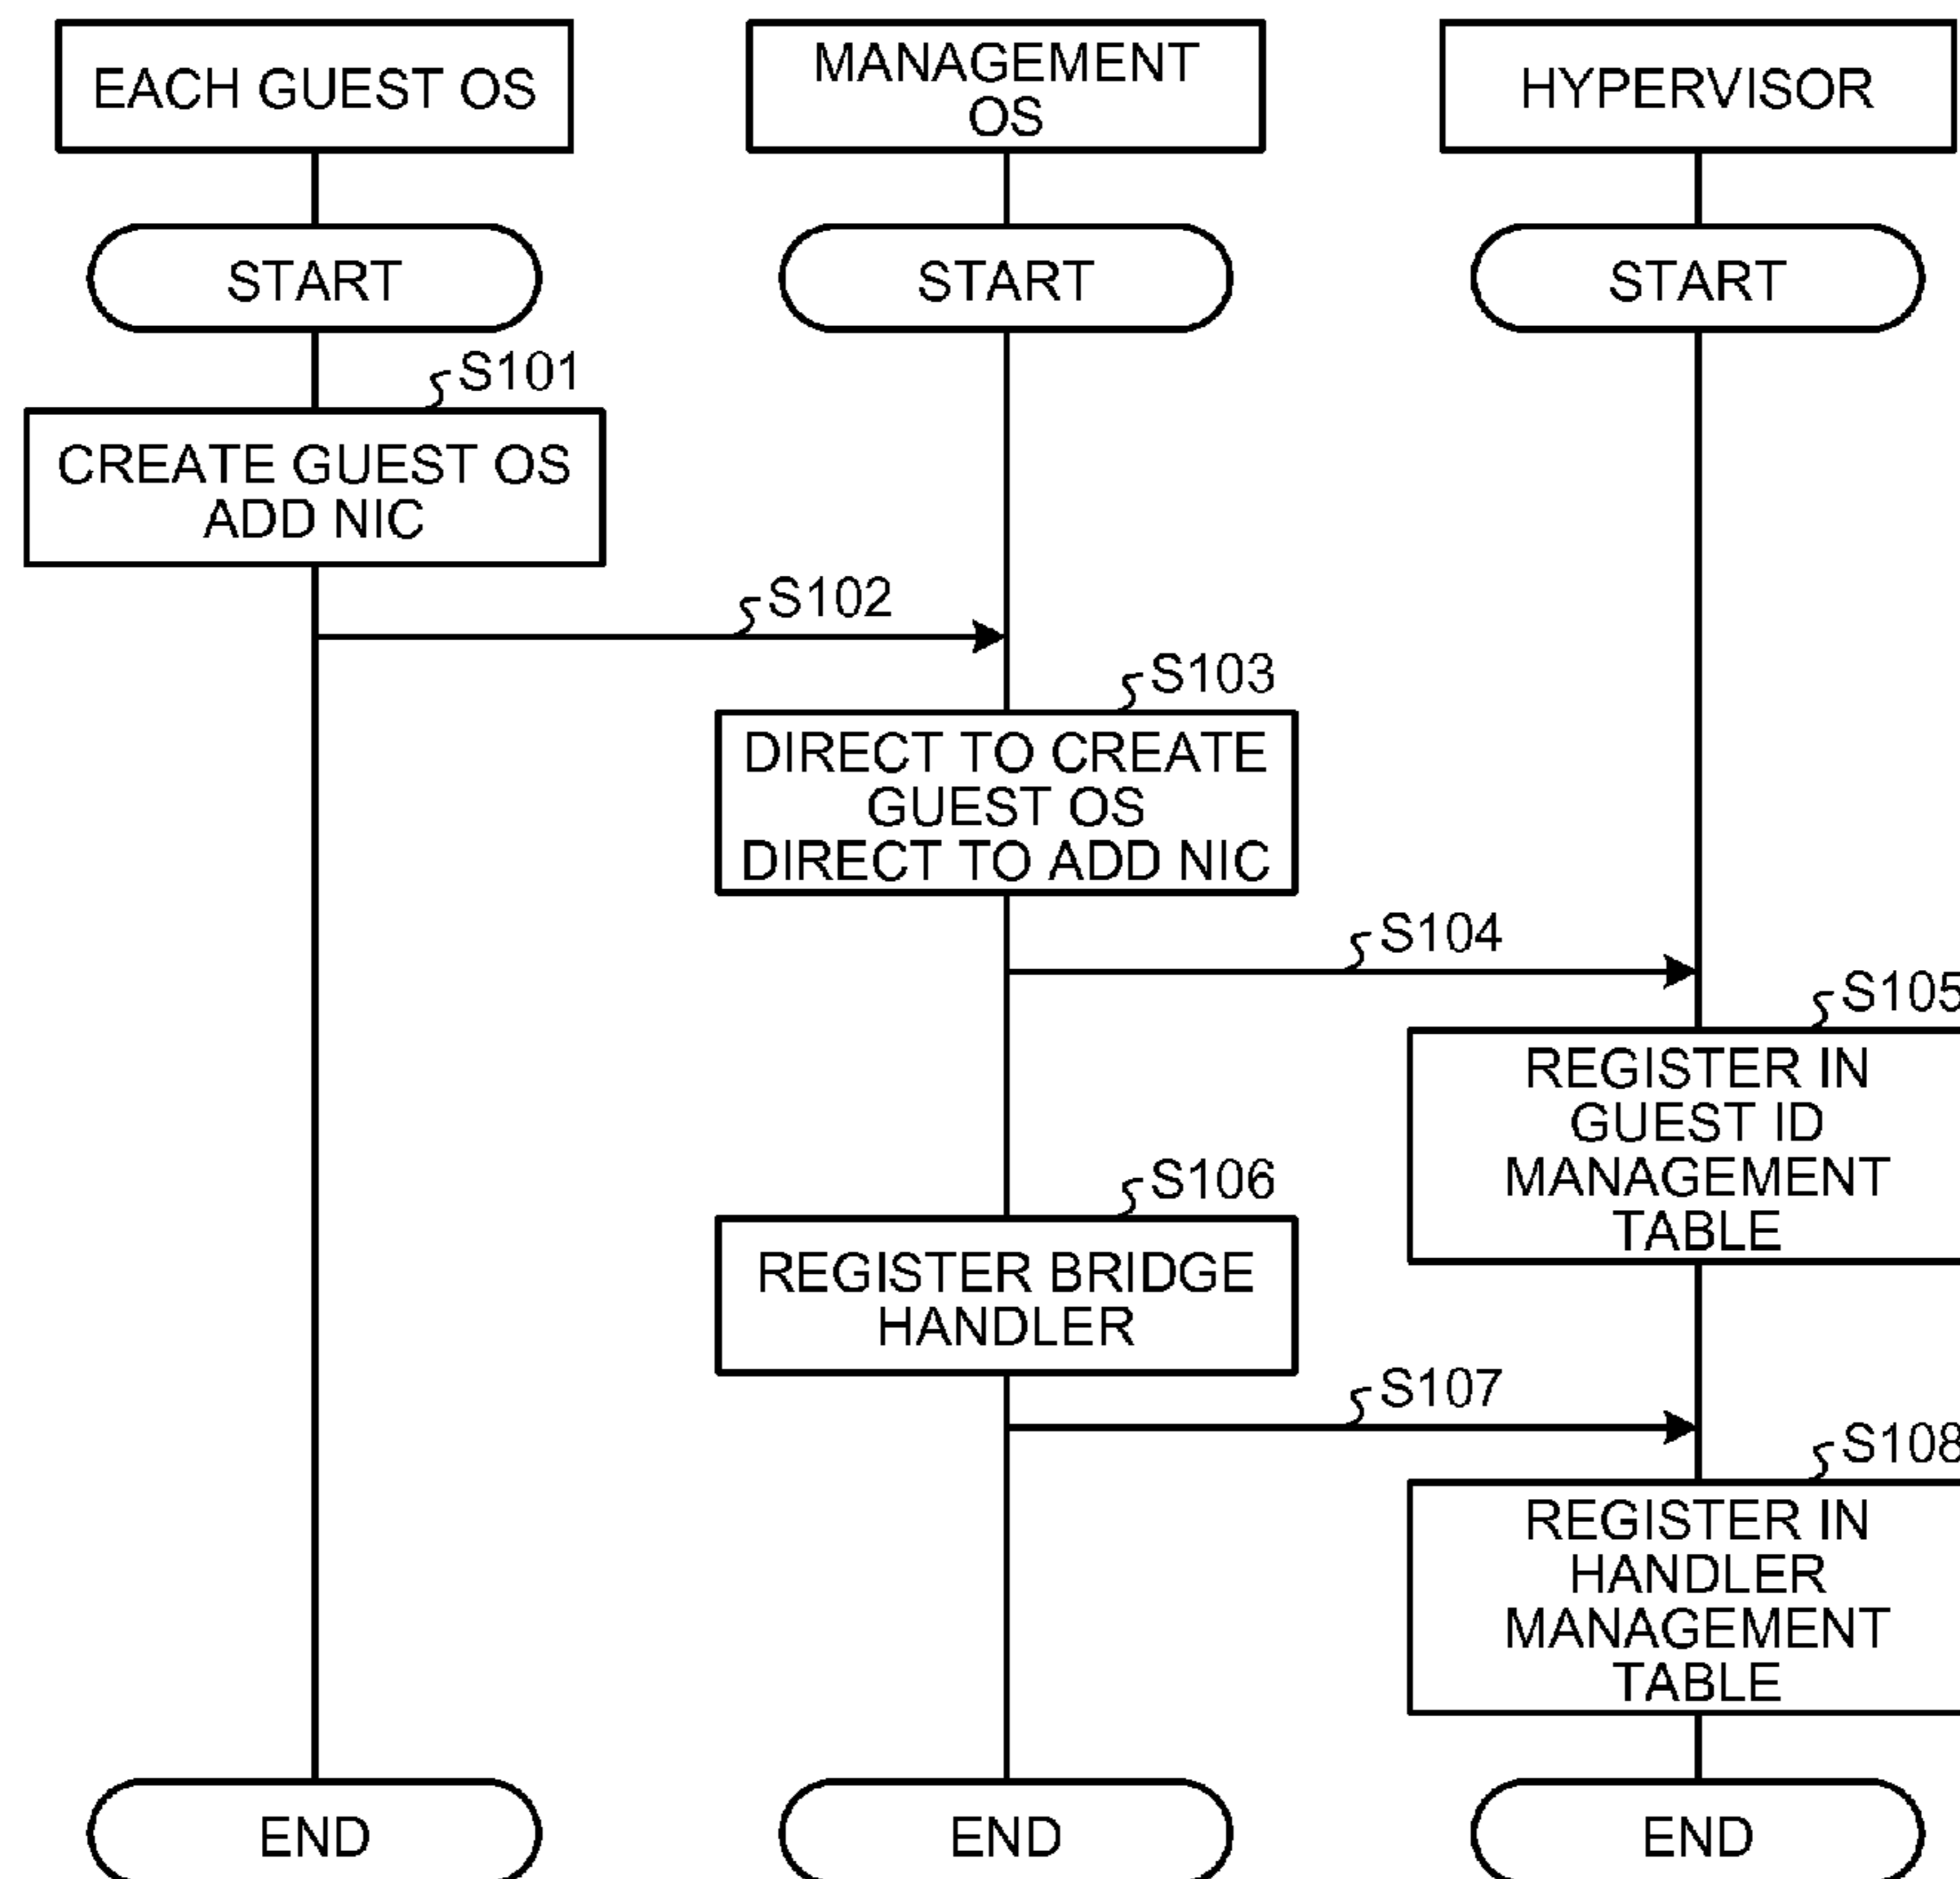 EACH GUEST OS
MANAGEMENT
OS
HYPERVISOR
START
START
START
S101
CREATE GUEST OS
ADD NIC
S102
S103
DIRECT TO CREATE
GUEST OS
DIRECT TO ADD NIC
S104
S105
REGISTER IN
GUEST ID
MANAGEMENT
TABLE
S106
REGISTER BRIDGE
HANDLER
S107
S108
REGISTER IN
HANDLER
MANAGEMENT
TABLE
END
END
END